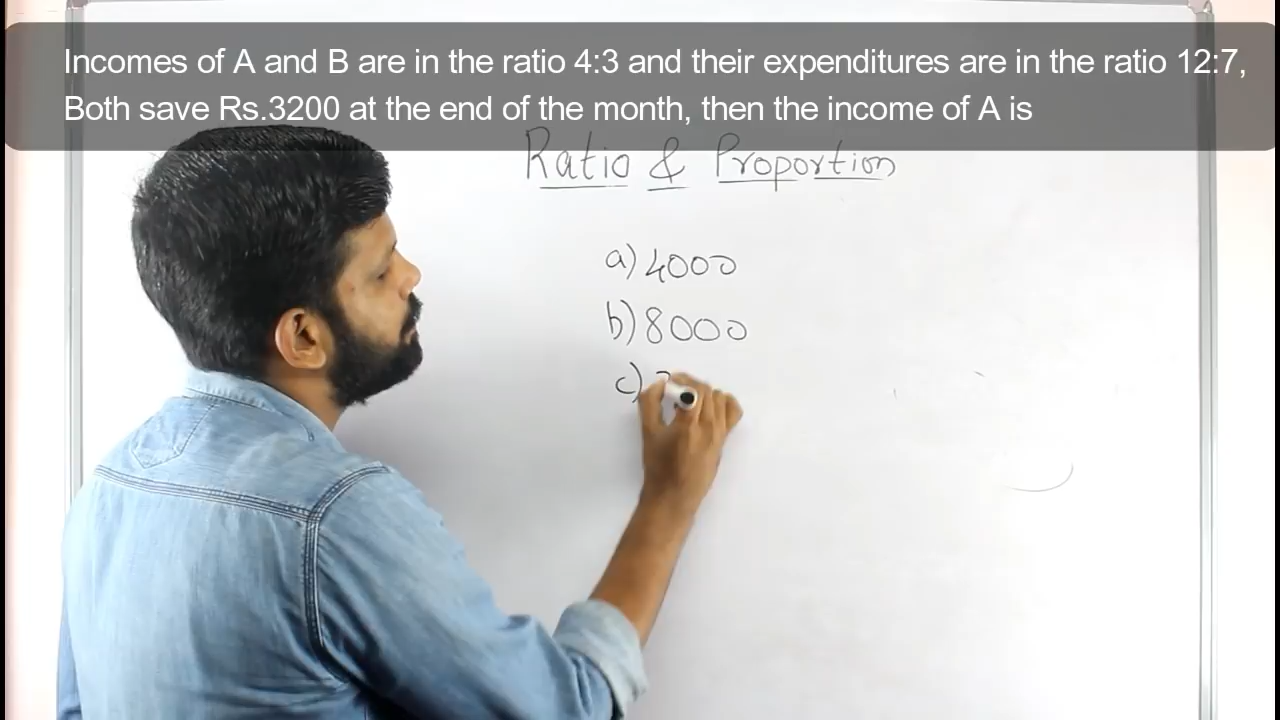 Incomes of A and B are in the ratio 4:3 and their expenditures are in the ratio 12:7,
Both save Rs.3200 at the end of the month, then the income of A is
Ratio & Proportion
a) 4000
b) 8000
c)